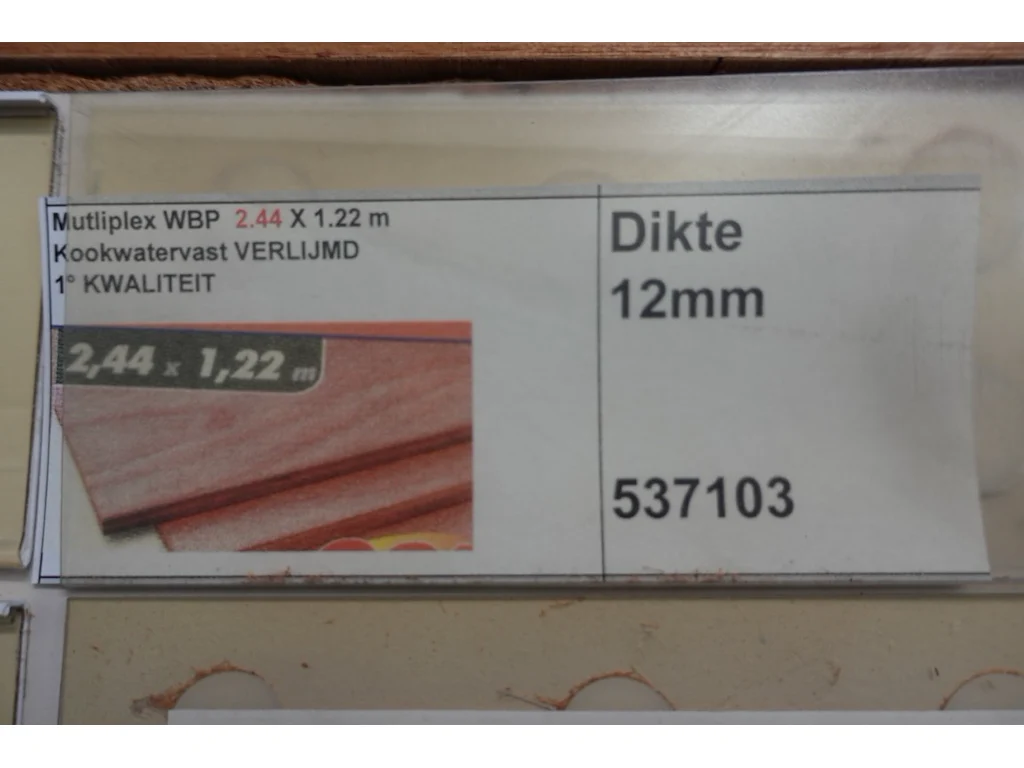 Mutliplex WBP 2.44 X 1.22 m
Kookwatervast VERLIJMD
1° KWALITEIT
2,44 x 1,22 m
Dikte
12mm
537103